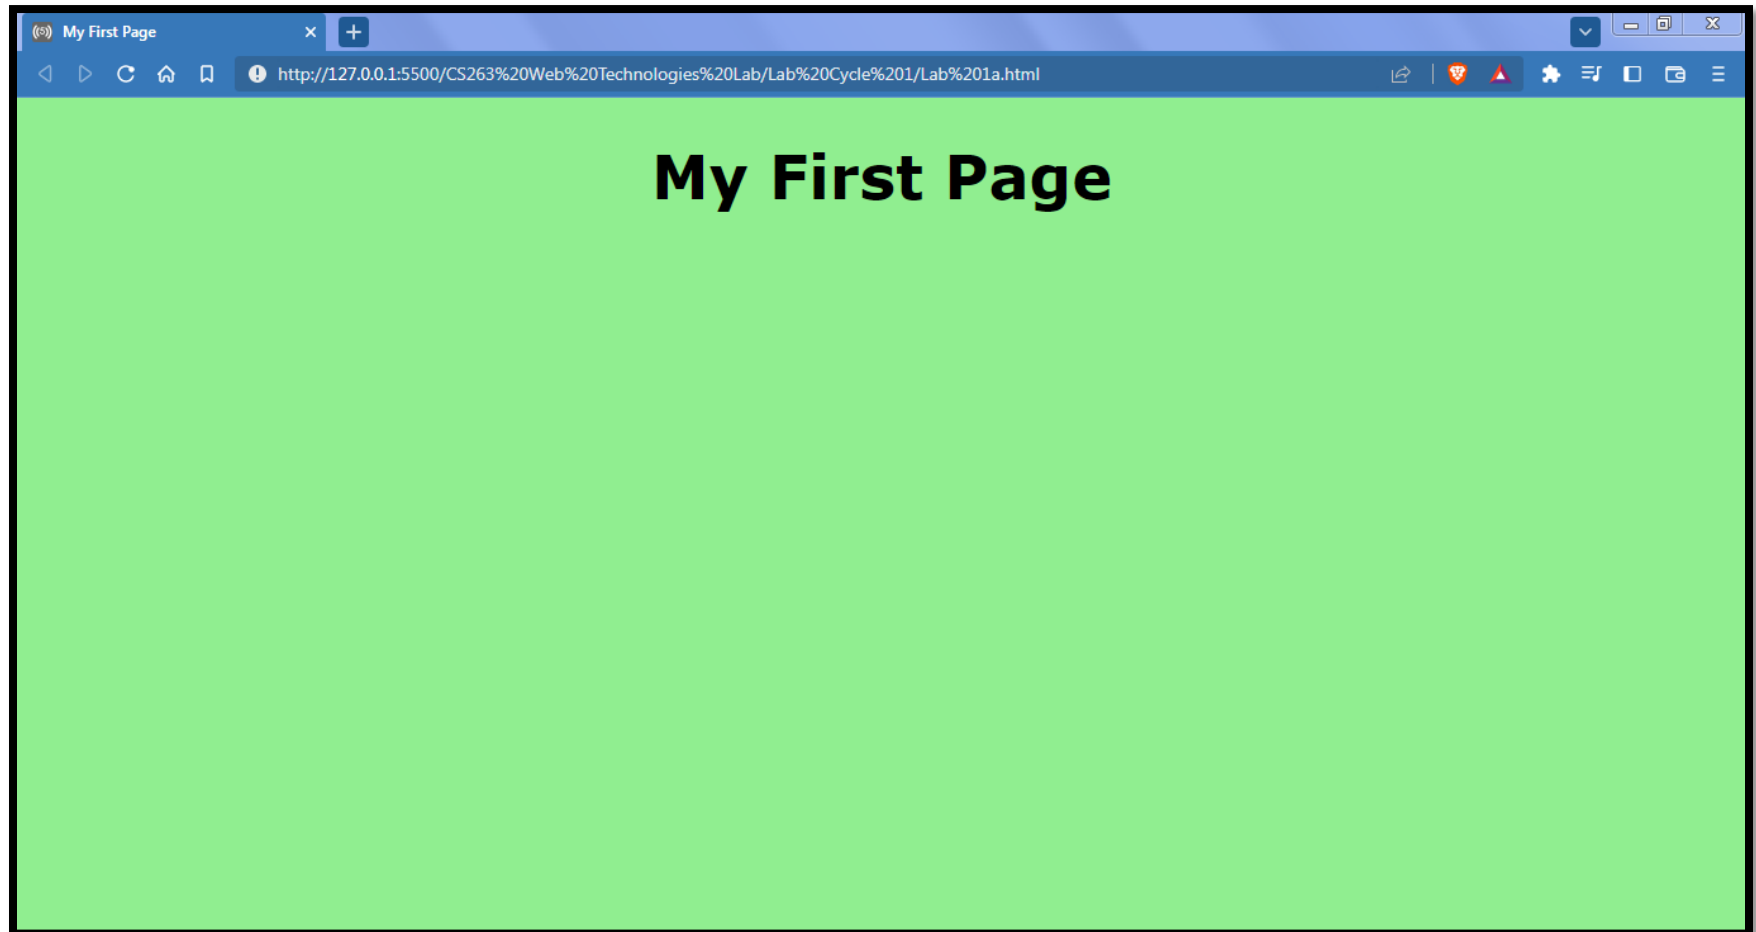 My First Page
http://127.0.0.1:5500/CS263%20Web%20Technologies%20Lab/Lab%20Cycle%201/Lab%201a.html
My First Page